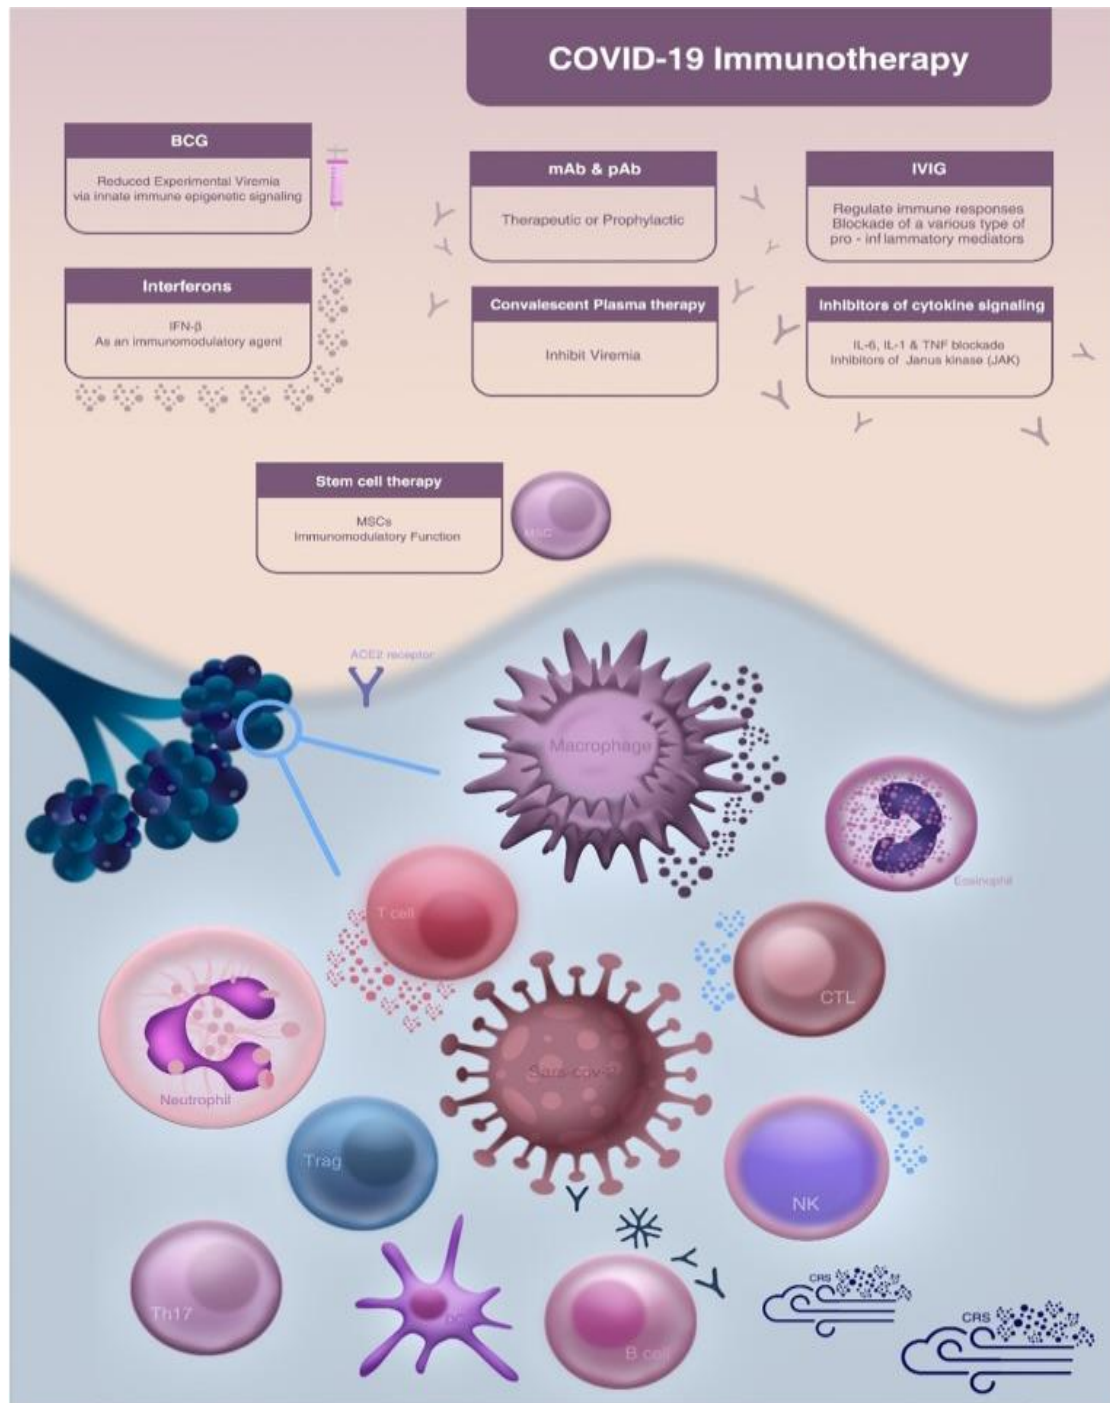 COVID-19 Immunotherapy
BCG
Reduced Experimental Viremia
via innate immune epigenetic signaling
mAb & pAb
Therapeutic or Prophylactic
IVIG
Regulate immune responses
Blockade of a various type of
pro - inflammatory mediators
Interferons
IFN-β
As an immunomodulatory agent
Convalescent Plasma therapy
Inhibit Viremia
Inhibitors of cytokine signaling
IL-6, IL-1 & TNF blockade
Inhibitors of Janus kinase (JAK)
Stem cell therapy
MSCs
Immunomodulatory Function
MSC
ACE2 receptor
Macrophage
Eosinophil
T cell
CTL
Sars-cov-2
Neutrophil
Trag
NK
Th17
DC
B cell
CRS
CRS